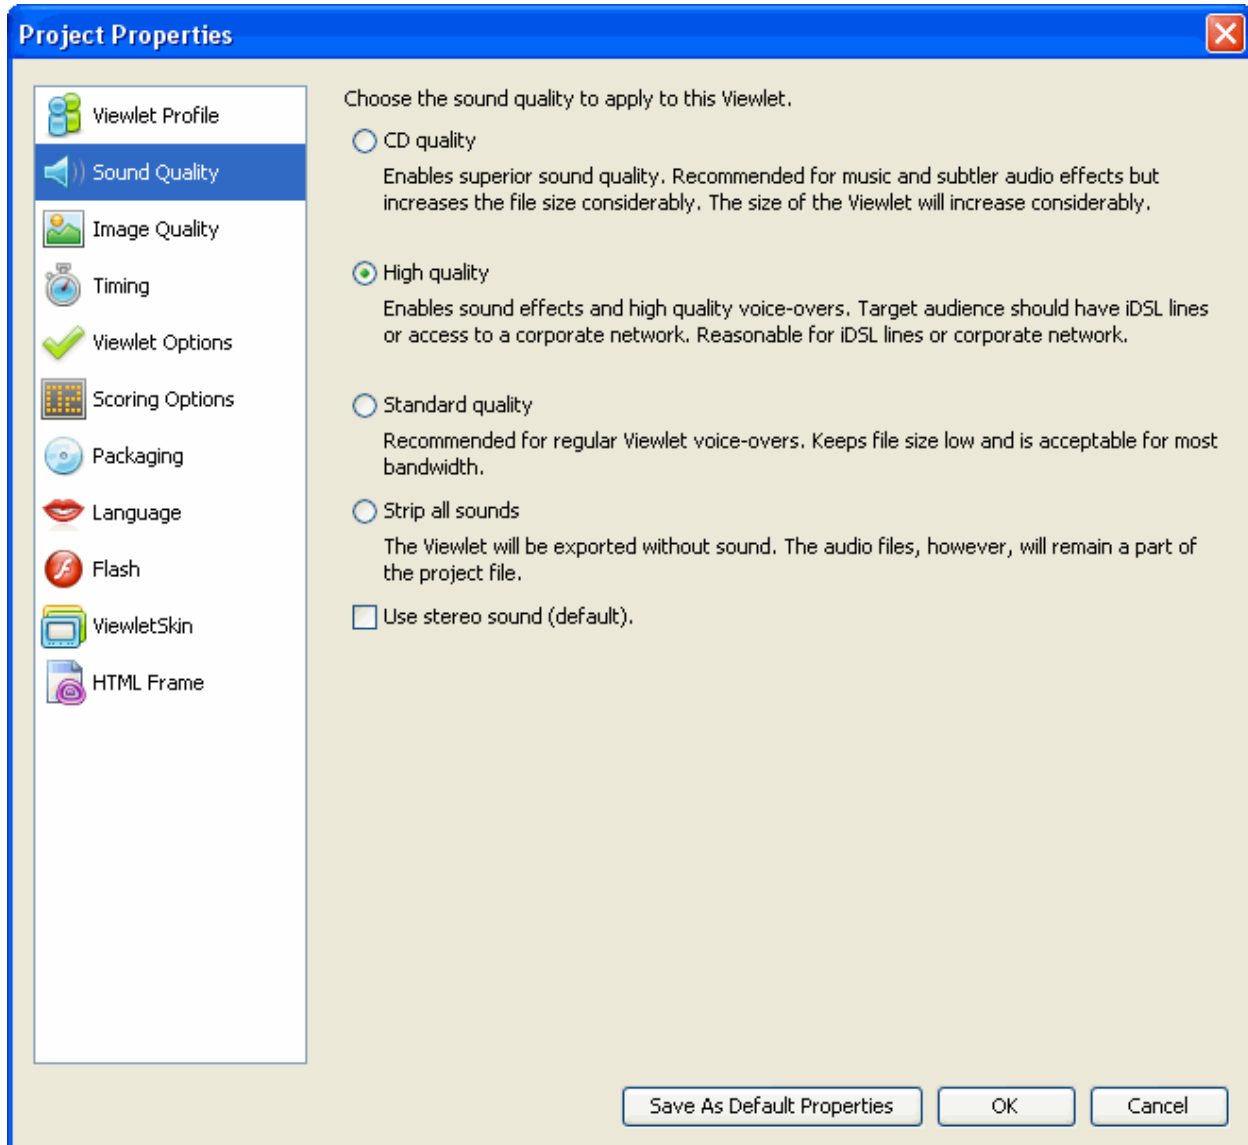 Project Properties
Viewlet Profile
Sound Quality
Image Quality
Timing
Viewlet Options
Scoring Options
Packaging
Language
Flash
ViewletSkin
HTML Frame
Choose the sound quality to apply to this Viewlet.
CD quality
Enables superior sound quality. Recommended for music and subtler audio effects but
increases the file size considerably. The size of the Viewlet will increase considerably.
High quality
Enables sound effects and high quality voice-overs. Target audience should have iDSL lines
or access to a corporate network. Reasonable for iDSL lines or corporate network.
Standard quality
Recommended for regular Viewlet voice-overs. Keeps file size low and is acceptable for most
bandwidth.
Strip all sounds
The Viewlet will be exported without sound. The audio files, however, will remain a part of
the project file.
Use stereo sound (default).
Save As Default Properties
OK
Cancel